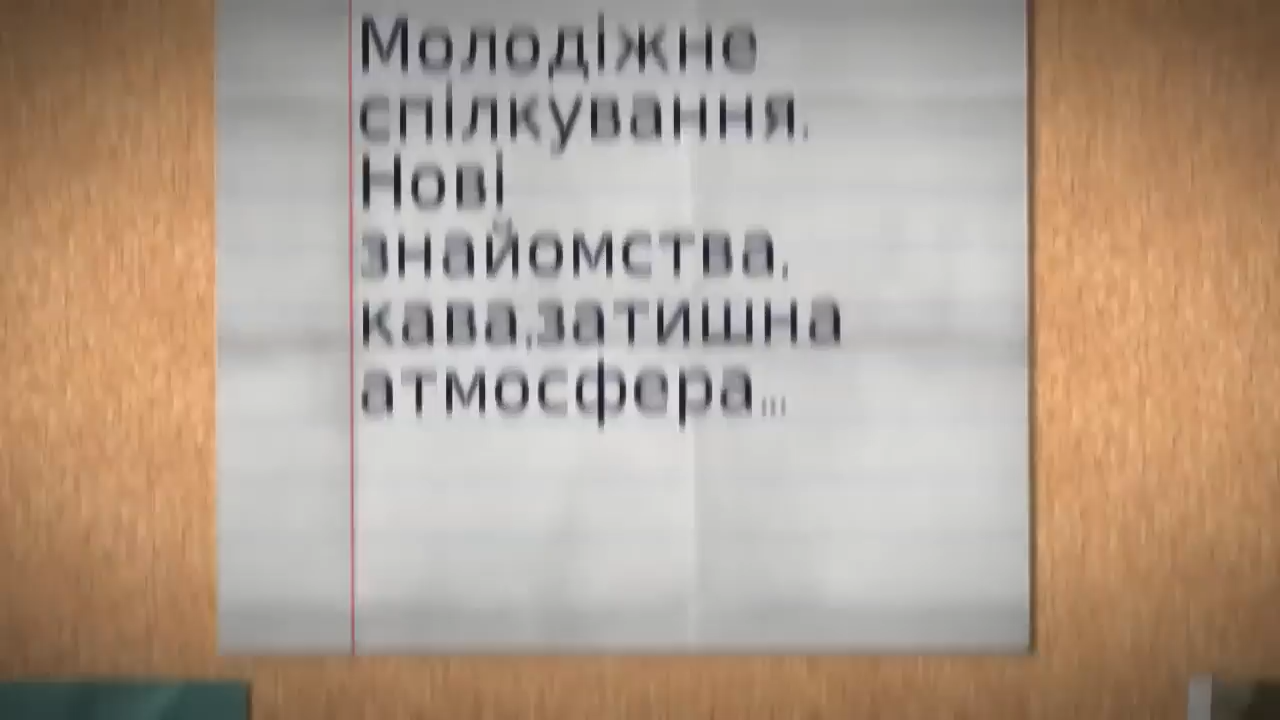 Молодіжне
спілкування.
Нові
знайомства,
кава,затишна
атмосфера...